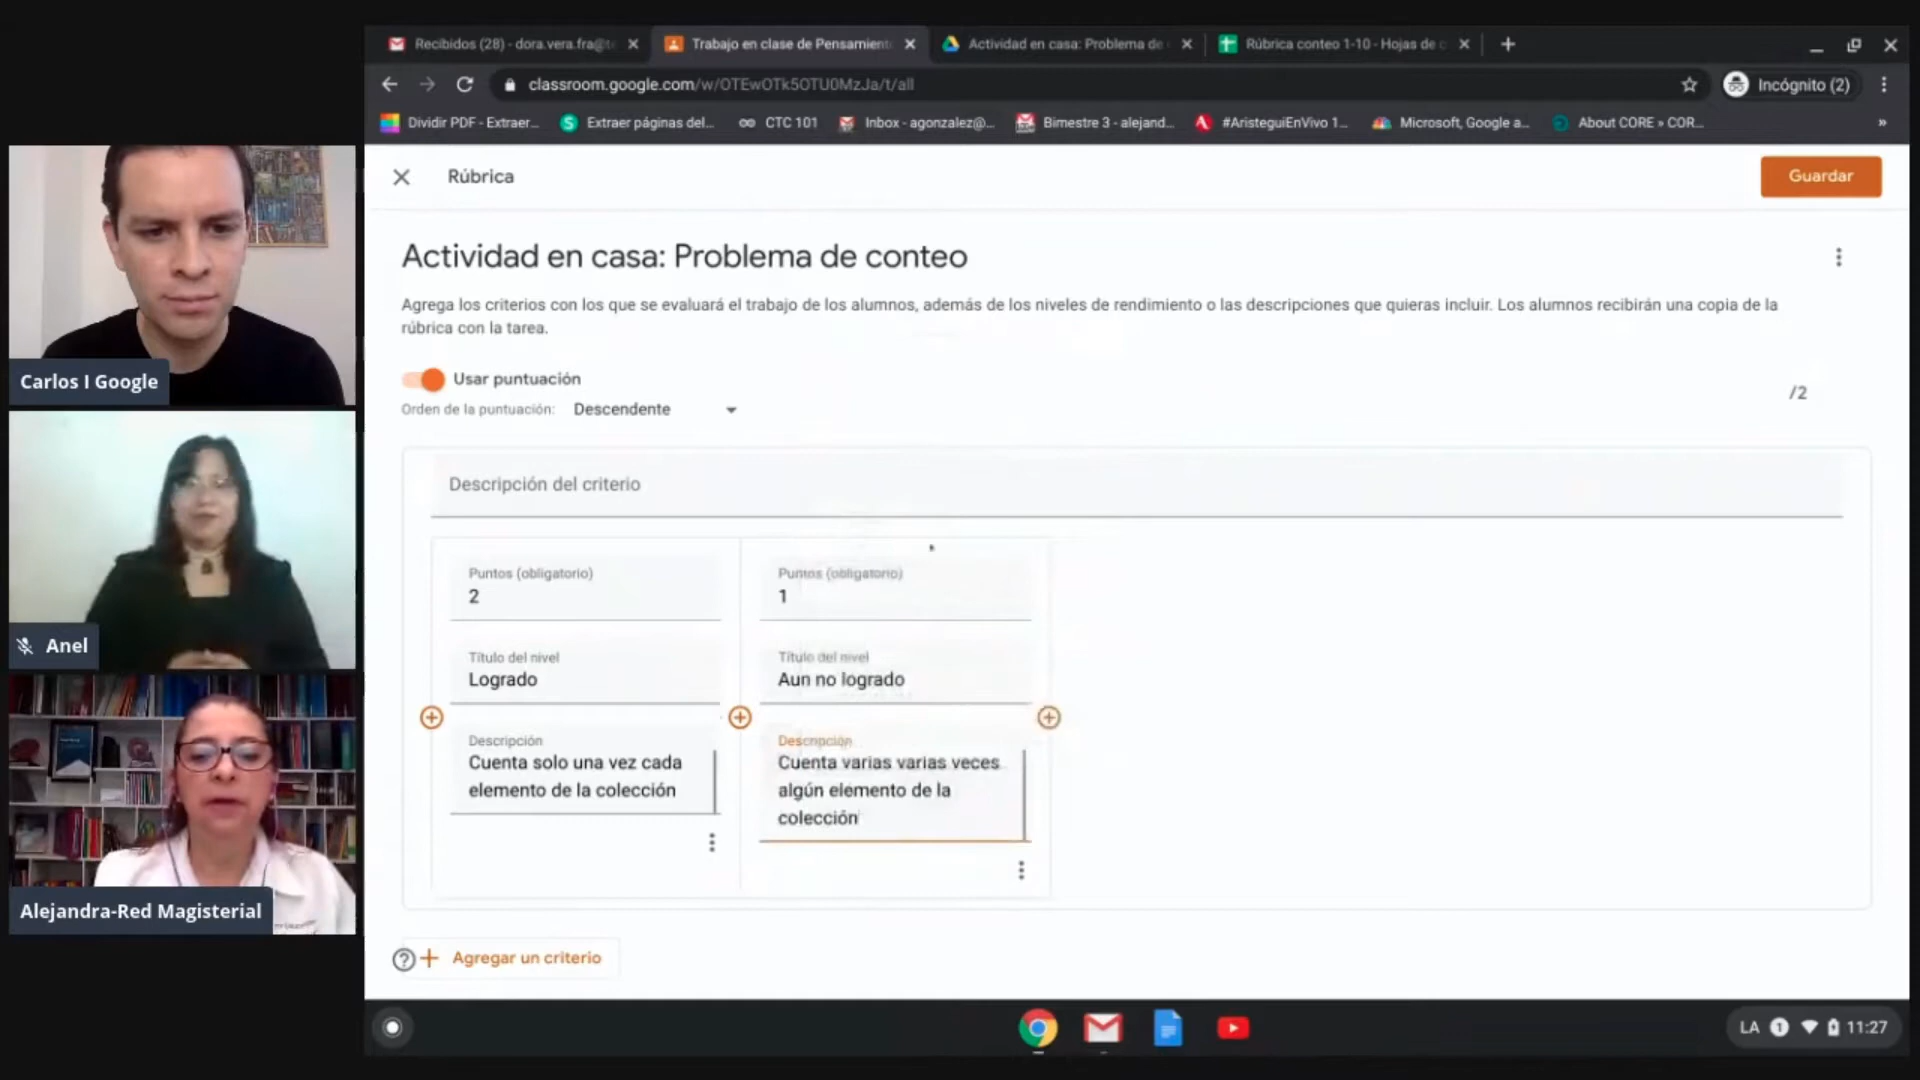 Recibidos (28) - dora.vera.fra@te
Trabajo en clase de Pensamient
Actividad en casa: Problema de
Rúbrica conteo 1-10 - Hojas de c
classroom.google.com/w/OTEwOTk5OTU0MzJa/t/all
Incógnito (2)
Dividir PDF - Extraer...
Extraer páginas del...
CTC 101
Inbox - agonzalez@...
Bimestre 3 - alejand...
#AristeguiEnVivo 1...
Microsoft, Google a...
About CORE » COR...
»
Rúbrica
Guardar
Actividad en casa: Problema de conteo
Agrega los criterios con los que se evaluará el trabajo de los alumnos, además de los niveles de rendimiento o las descripciones que quieras incluir. Los alumnos recibirán una copia de la
rúbrica con la tarea.
Usar puntuación
Orden de la puntuación: Descendente
/2
Descripción del criterio
Puntos (obligatorio)
2
Título del nivel
Logrado
Descripción
Cuenta solo una vez cada
elemento de la colección
Puntos (obligatorio)
1
Título del nivel
Aun no logrado
Descripción
Cuenta varias varias veces
algún elemento de la
colección
Agregar un criterio
LA 1 11:27
Carlos I Google
Anel
Alejandra-Red Magisterial